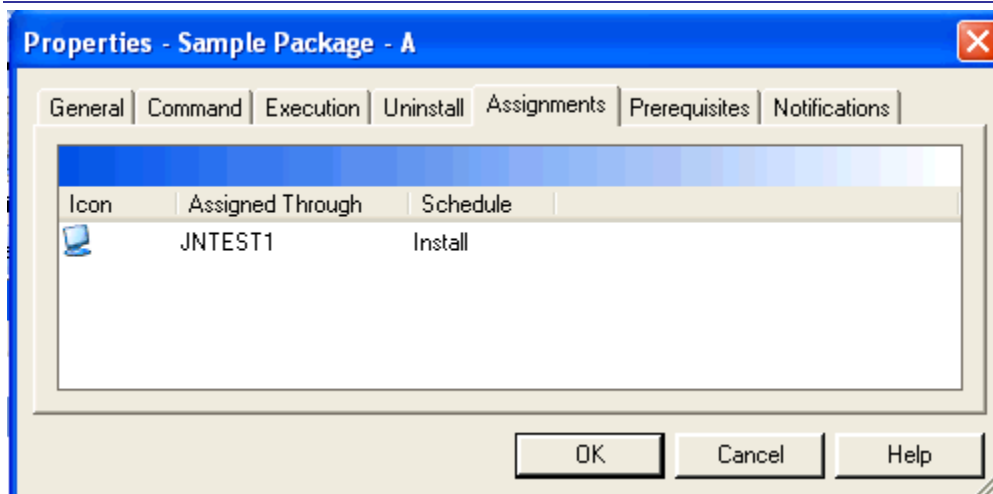 Properties - Sample Package - A
General Command Execution Uninstall Assignments Prerequisites Notifications
Icon Assigned Through Schedule
JNTEST1 Install
OK Cancel Help